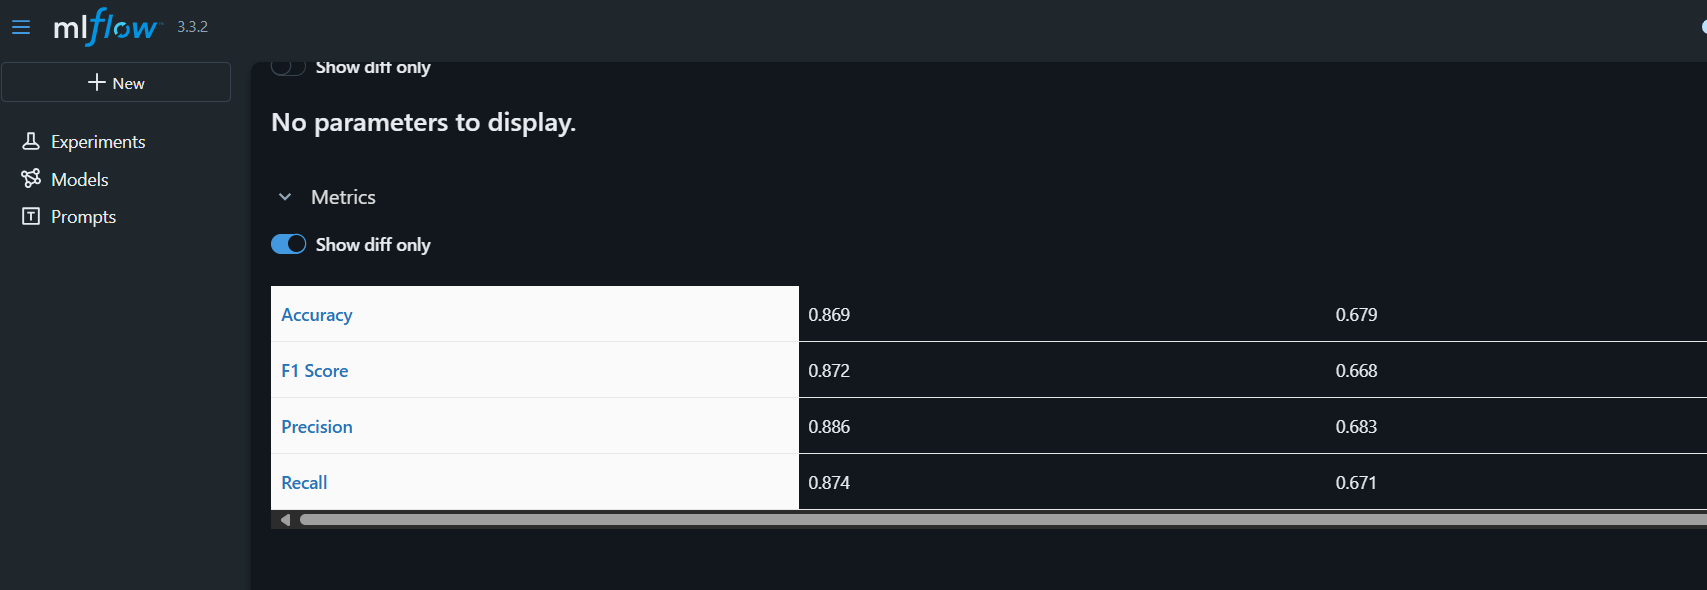 mlflow 3.3.2
New
Experiments
Models
Prompts
Show diff only
No parameters to display.
Metrics
Show diff only
Accuracy 0.869 0.679
F1 Score 0.872 0.668
Precision 0.886 0.683
Recall 0.874 0.671